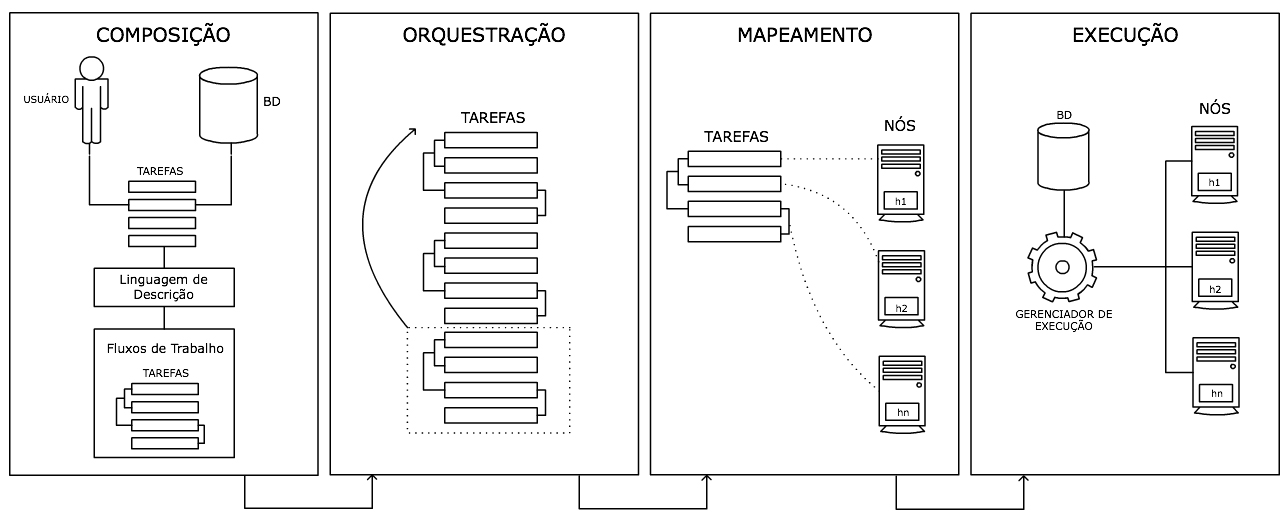 COMPOSIÇÃO
USUÁRIO
BD
TAREFAS
Linguagem de
Descrição
Fluxos de Trabalho
TAREFAS
ORQUESTRAÇÃO
TAREFAS
MAPEAMENTO
TAREFAS
NÓS
h1
h2
hn
EXECUÇÃO
BD
NÓS
h1
h2
hn
GERENCIADOR DE
EXECUÇÃO